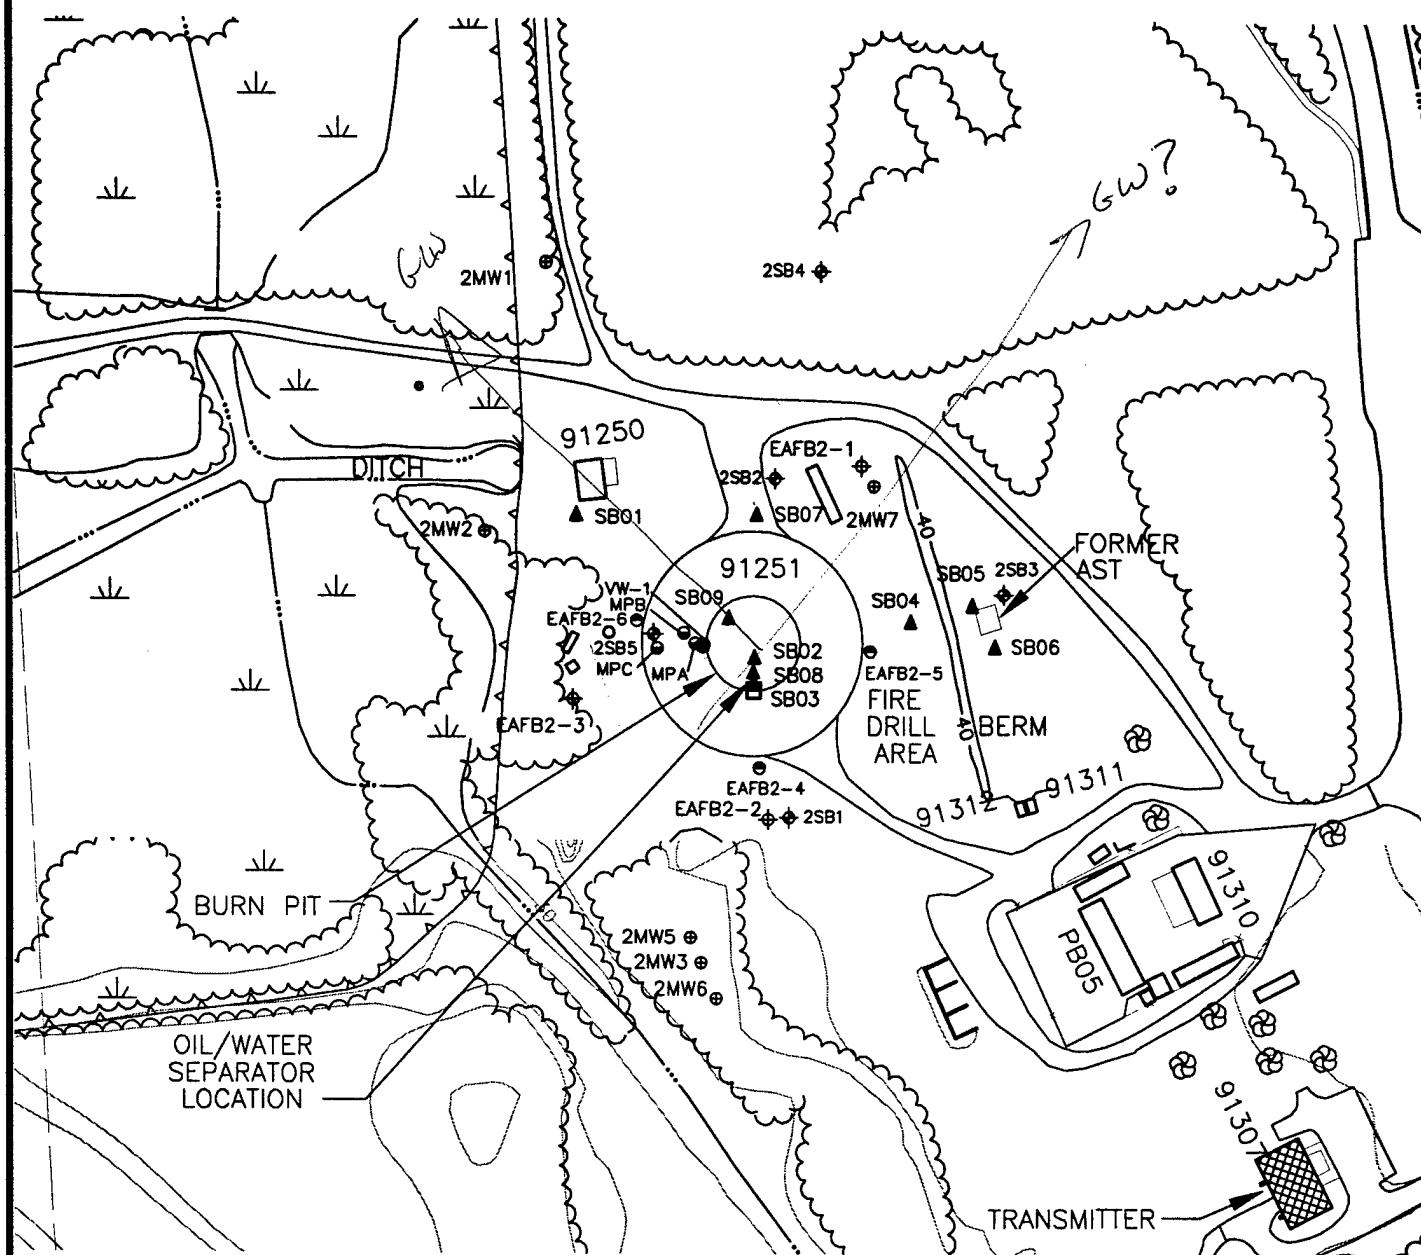 GW?
GW
2MW1
2SB4
91250
EAFB2-1
DITCH
2SB2
SB01
SB07
2MW7
2MW2
40
FORMER
AST
91251
SB05
2SB3
VW-1
MPB
SB09
SB04
EAFB2-6
2SB5
SB02
SB06
MPC
MPA
SB08
EAFB2-5
SB03
FIRE
DRILL
AREA
EAFB2-3
40
BERM
EAFB2-4
91311
91312
EAFB2-2
2SB1
BURN PIT
91310
2MW5
2MW3
2MW6
PB05
OIL/WATER
SEPARATOR
LOCATION
91307
TRANSMITTER